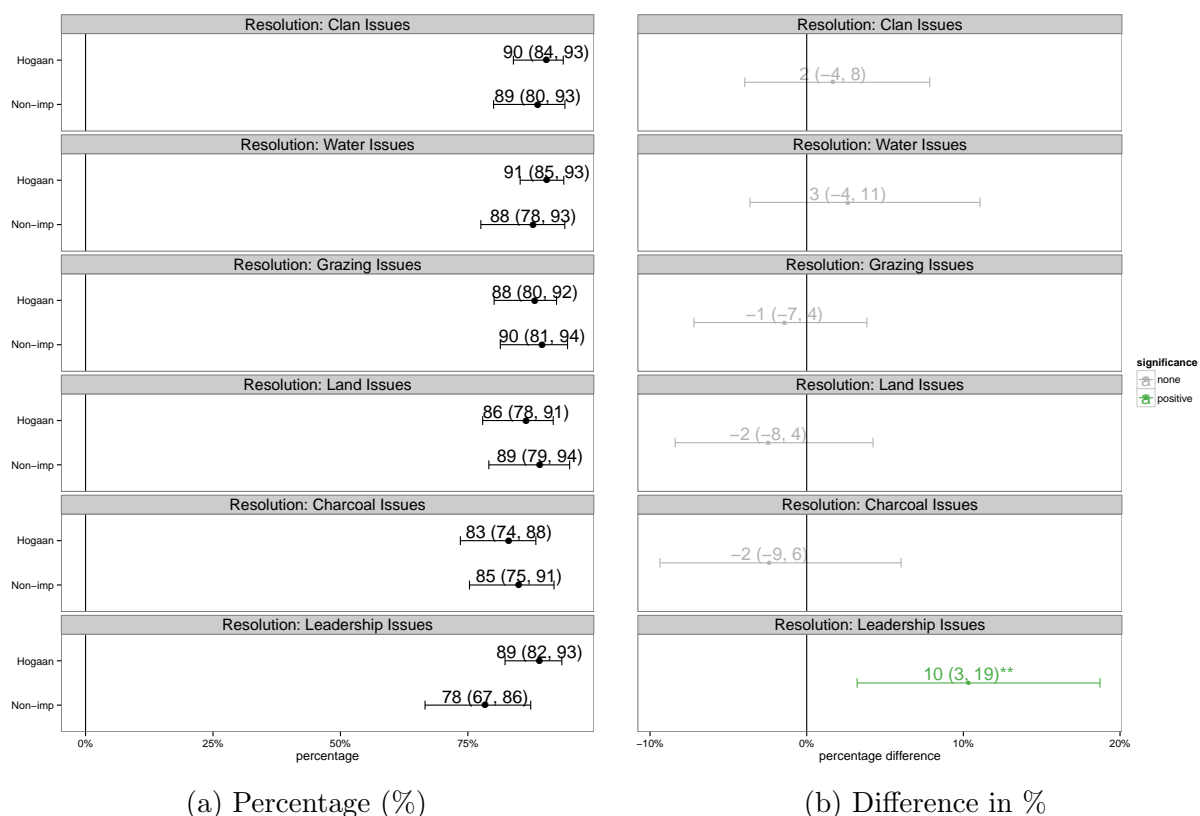 Resolution: Clan Issues
Hogaan
90 (84, 93)
Non−imp
89 (80, 93)
Resolution: Water Issues
Hogaan
91 (85, 93)
Non−imp
88 (78, 93)
Resolution: Grazing Issues
Hogaan
88 (80, 92)
Non−imp
90 (81, 94)
Resolution: Land Issues
Hogaan
86 (78, 91)
Non−imp
89 (79, 94)
Resolution: Charcoal Issues
Hogaan
83 (74, 88)
Non−imp
85 (75, 91)
Resolution: Leadership Issues
Hogaan
89 (82, 93)
Non−imp
78 (67, 86)
0% 25% 50% 75%
percentage
(a) Percentage (%)
Resolution: Clan Issues
2 (−4, 8)
Resolution: Water Issues
3 (−4, 11)
Resolution: Grazing Issues
−1 (−7, 4)
Resolution: Land Issues
−2 (−8, 4)
Resolution: Charcoal Issues
−2 (−9, 6)
Resolution: Leadership Issues
10 (3, 19)**
−10% 0% 10% 20%
percentage difference
(b) Difference in %
significance
a none
a positive